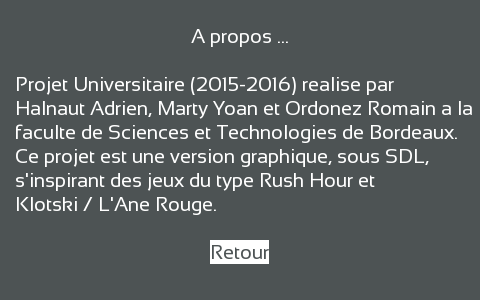 A propos ...
Projet Universitaire (2015-2016) realise par
Halnaut Adrien, Marty Yoan et Ordonez Romain a la
faculte de Sciences et Technologies de Bordeaux.
Ce projet est une version graphique, sous SDL,
s'inspirant des jeux du type Rush Hour et
Klotski / L'Ane Rouge.
Retour